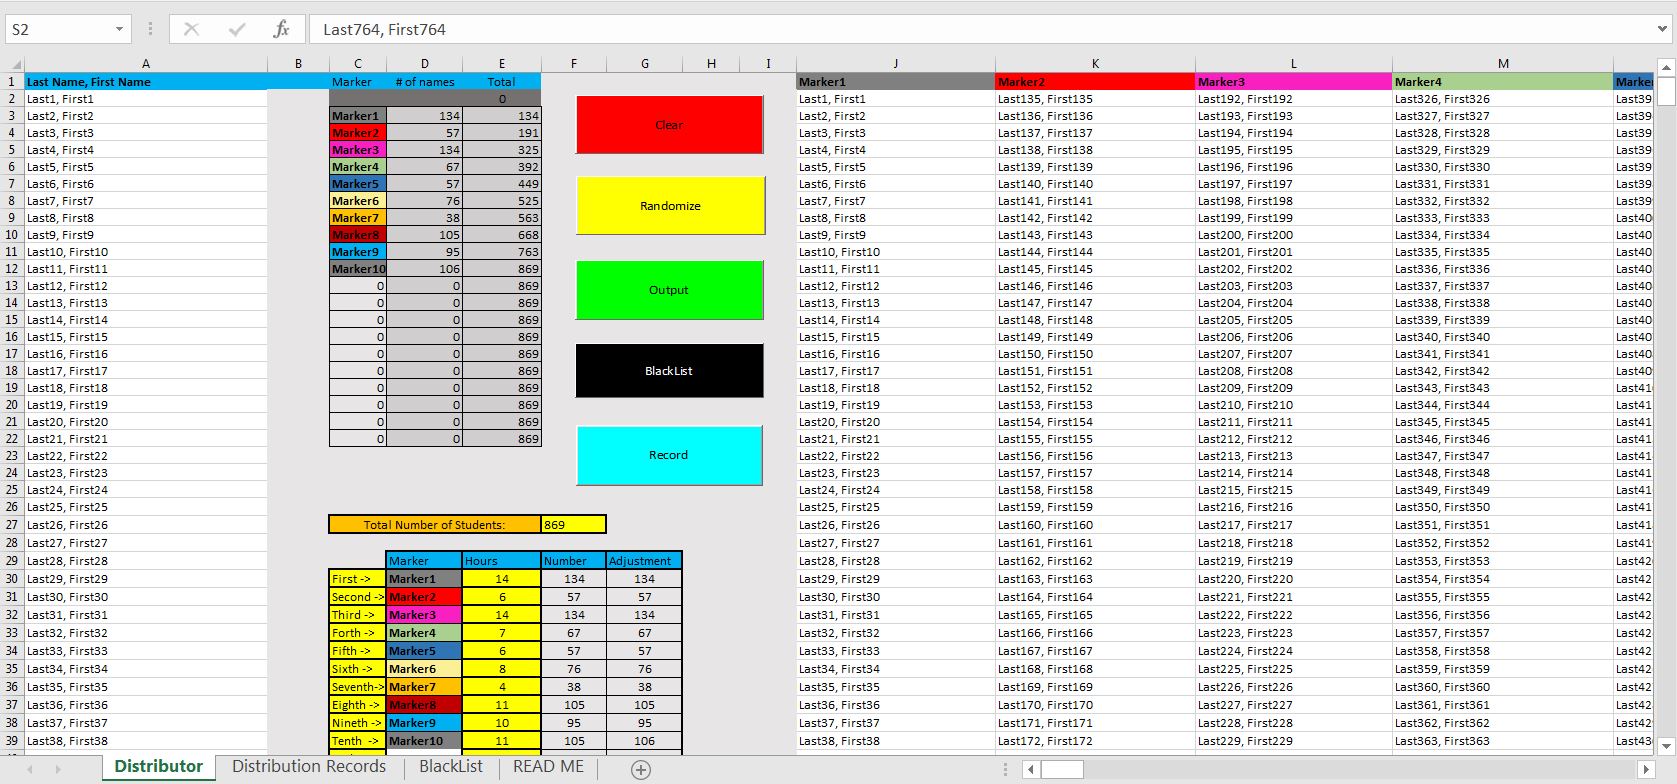 S2 fx Last764, First764
A B C D E F G H I J K L M
1 Last Name, First Name Marker # of names Total Marker1 Marker2 Marker3 Marker4 Marke
2 Last1, First1 0 Last1, First1 Last135, First135 Last192, First192 Last326, First326 Last39
3 Last2, First2 Marker1 134 134 Last2, First2 Last136, First136 Last193, First193 Last327, First327 Last39
4 Last3, First3 Marker2 57 191 Clear Last3, First3 Last137, First137 Last194, First194 Last328, First328 Last39
5 Last4, First4 Marker3 134 325 Last4, First4 Last138, First138 Last195, First195 Last329, First329 Last39
6 Last5, First5 Marker4 67 392 Last5, First5 Last139, First139 Last196, First196 Last330, First330 Last39
7 Last6, First6 Marker5 57 449 Last6, First6 Last140, First140 Last197, First197 Last331, First331 Last39
8 Last7, First7 Marker6 76 525 Randomize Last7, First7 Last141, First141 Last198, First198 Last332, First332 Last39
9 Last8, First8 Marker7 38 563 Last8, First8 Last142, First142 Last199, First199 Last333, First333 Last40
10 Last9, First9 Marker8 105 668 Last9, First9 Last143, First143 Last200, First200 Last334, First334 Last40
11 Last10, First10 Marker9 95 763 Last10, First10 Last144, First144 Last201, First201 Last335, First335 Last40
12 Last11, First11 Marker10 106 869 Last11, First11 Last145, First145 Last202, First202 Last336, First336 Last40
13 Last12, First12 0 0 869 Output Last12, First12 Last146, First146 Last203, First203 Last337, First337 Last40
14 Last13, First13 0 0 869 Last13, First13 Last147, First147 Last204, First204 Last338, First338 Last40
15 Last14, First14 0 0 869 Last14, First14 Last148, First148 Last205, First205 Last339, First339 Last40
16 Last15, First15 0 0 869 Last15, First15 Last149, First149 Last206, First206 Last340, First340 Last40
17 Last16, First16 0 0 869 Last16, First16 Last150, First150 Last207, First207 Last341, First341 Last40
18 Last17, First17 0 0 869 BlackList Last17, First17 Last151, First151 Last208, First208 Last342, First342 Last40
19 Last18, First18 0 0 869 Last18, First18 Last152, First152 Last209, First209 Last343, First343 Last41
20 Last19, First19 0 0 869 Last19, First19 Last153, First153 Last210, First210 Last344, First344 Last41
21 Last20, First20 0 0 869 Last20, First20 Last154, First154 Last211, First211 Last345, First345 Last41
22 Last21, First21 0 0 869 Last21, First21 Last155, First155 Last212, First212 Last346, First346 Last41
23 Last22, First22 Record Last22, First22 Last156, First156 Last213, First213 Last347, First347 Last41
24 Last23, First23 Last23, First23 Last157, First157 Last214, First214 Last348, First348 Last41
25 Last24, First24 Last24, First24 Last158, First158 Last215, First215 Last349, First349 Last41
26 Last25, First25 Last25, First25 Last159, First159 Last216, First216 Last350, First350 Last41
27 Last26, First26 Total Number of Students: 869 Last26, First26 Last160, First160 Last217, First217 Last351, First351 Last41
28 Last27, First27 Last27, First27 Last161, First161 Last218, First218 Last352, First352 Last41
29 Last28, First28 Marker Hours Number Adjustment Last28, First28 Last162, First162 Last219, First219 Last353, First353 Last42
30 Last29, First29 First -> Marker1 14 134 134 Last29, First29 Last163, First163 Last220, First220 Last354, First354 Last42
31 Last30, First30 Second -> Marker2 6 57 57 Last30, First30 Last164, First164 Last221, First221 Last355, First355 Last42
32 Last31, First31 Third -> Marker3 14 134 134 Last31, First31 Last165, First165 Last222, First222 Last356, First356 Last42
33 Last32, First32 Forth -> Marker4 7 67 67 Last32, First32 Last166, First166 Last223, First223 Last357, First357 Last42
34 Last33, First33 Fifth -> Marker5 6 57 57 Last33, First33 Last167, First167 Last224, First224 Last358, First358 Last42
35 Last34, First34 Sixth -> Marker6 8 76 76 Last34, First34 Last168, First168 Last225, First225 Last359, First359 Last42
36 Last35, First35 Seventh-> Marker7 4 38 38 Last35, First35 Last169, First169 Last226, First226 Last360, First360 Last42
37 Last36, First36 Eighth -> Marker8 11 105 105 Last36, First36 Last170, First170 Last227, First227 Last361, First361 Last42
38 Last37, First37 Nineth -> Marker9 10 95 95 Last37, First37 Last171, First171 Last228, First228 Last362, First362 Last42
39 Last38, First38 Tenth -> Marker10 11 105 106 Last38, First38 Last172, First172 Last229, First229 Last363, First363 Last43
Distributor Distribution Records BlackList READ ME